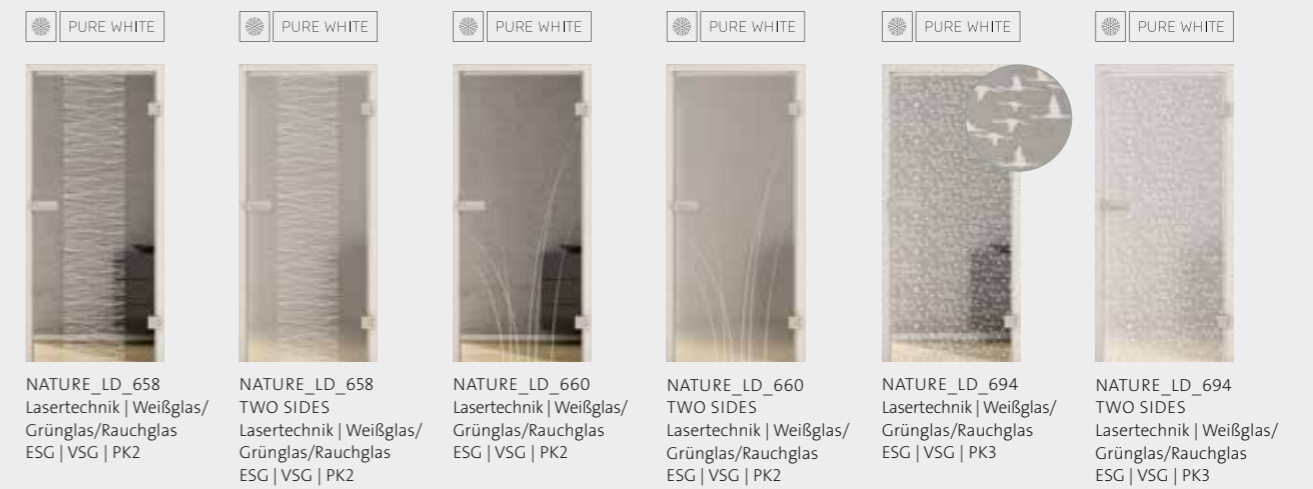 PURE WHITE
PURE WHITE
PURE WHITE
PURE WHITE
PURE WHITE
PURE WHITE
NATURE_LD_658
Lasertechnik | Weißglas/
Grünglas/Rauchglas
ESG | VSG | PK2
NATURE_LD_658
TWO SIDES
Lasertechnik | Weißglas/
Grünglas/Rauchglas
ESG | VSG | PK2
NATURE_LD_660
Lasertechnik | Weißglas/
Grünglas/Rauchglas
ESG | VSG | PK2
NATURE_LD_660
TWO SIDES
Lasertechnik | Weißglas/
Grünglas/Rauchglas
ESG | VSG | PK2
NATURE_LD_694
Lasertechnik | Weißglas/
Grünglas/Rauchglas
ESG | VSG | PK3
NATURE_LD_694
TWO SIDES
Lasertechnik | Weißglas/
Grünglas/Rauchglas
ESG | VSG | PK3